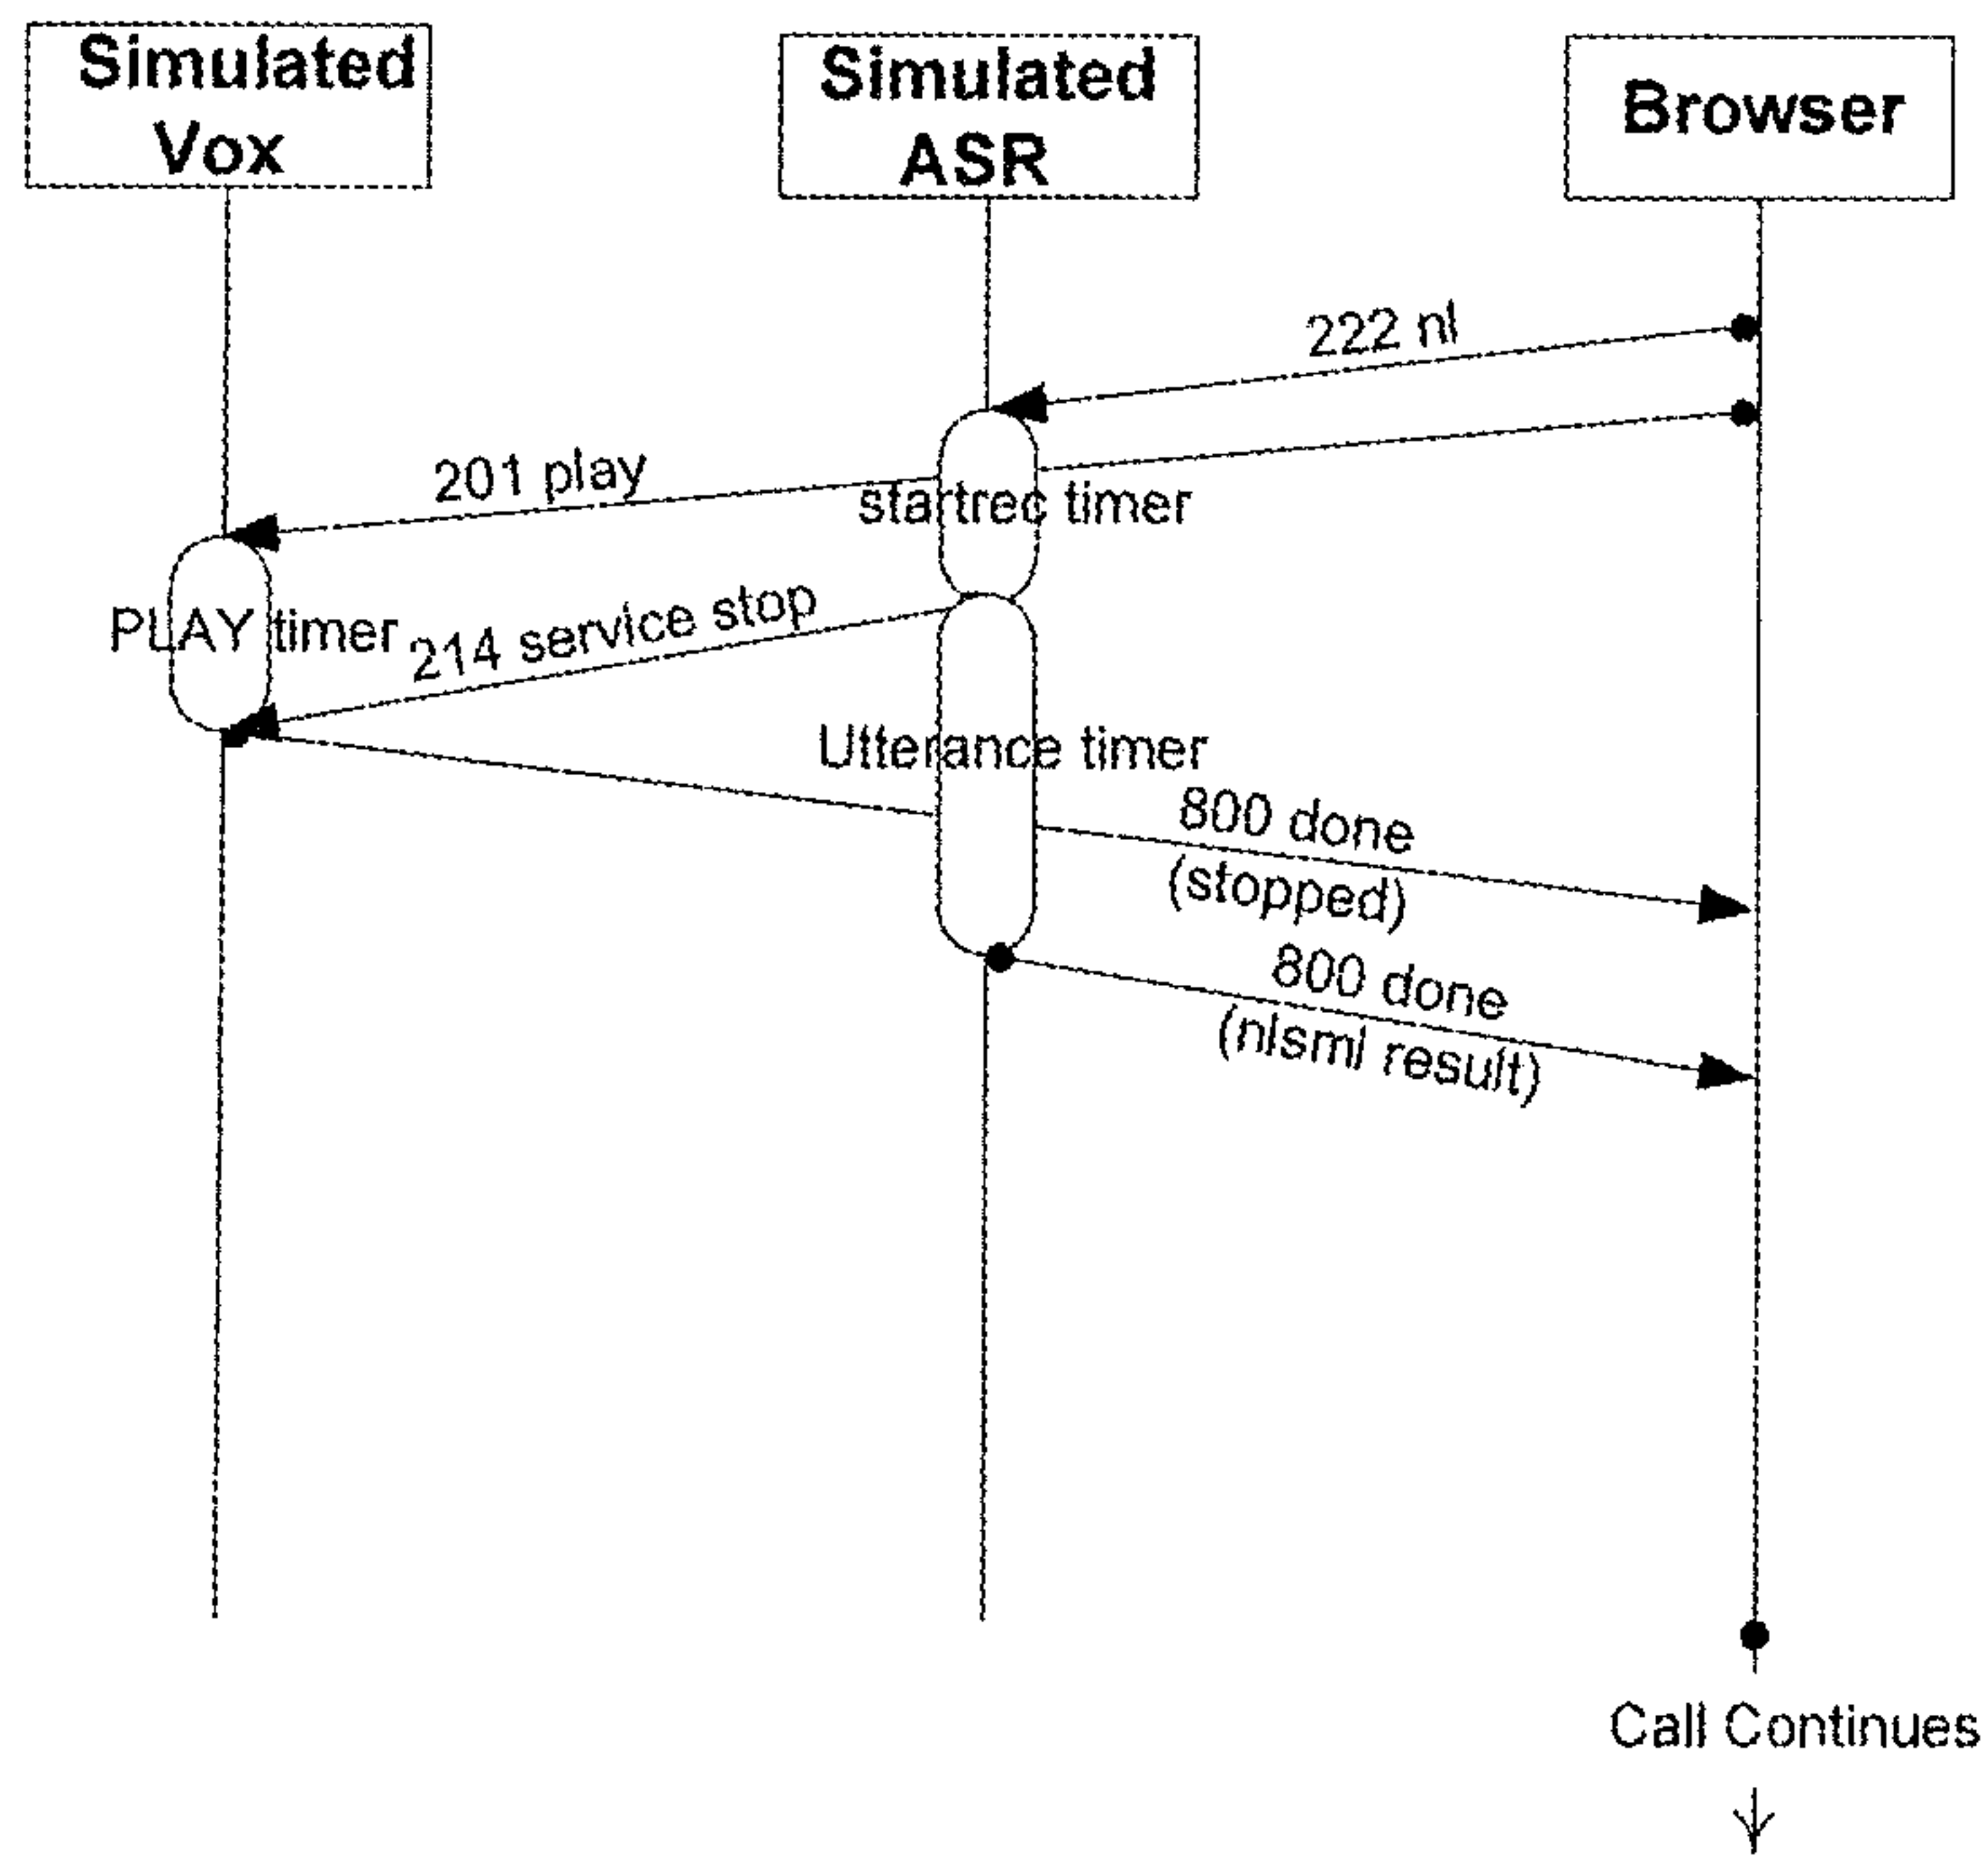 Simulated
Vox
Simulated
ASR
Browser
222 nl
201 play
startrec timer
PLAY timer
214 service stop
Utterance timer
800 done
(stopped)
800 done
(nlsml result)
Call Continues